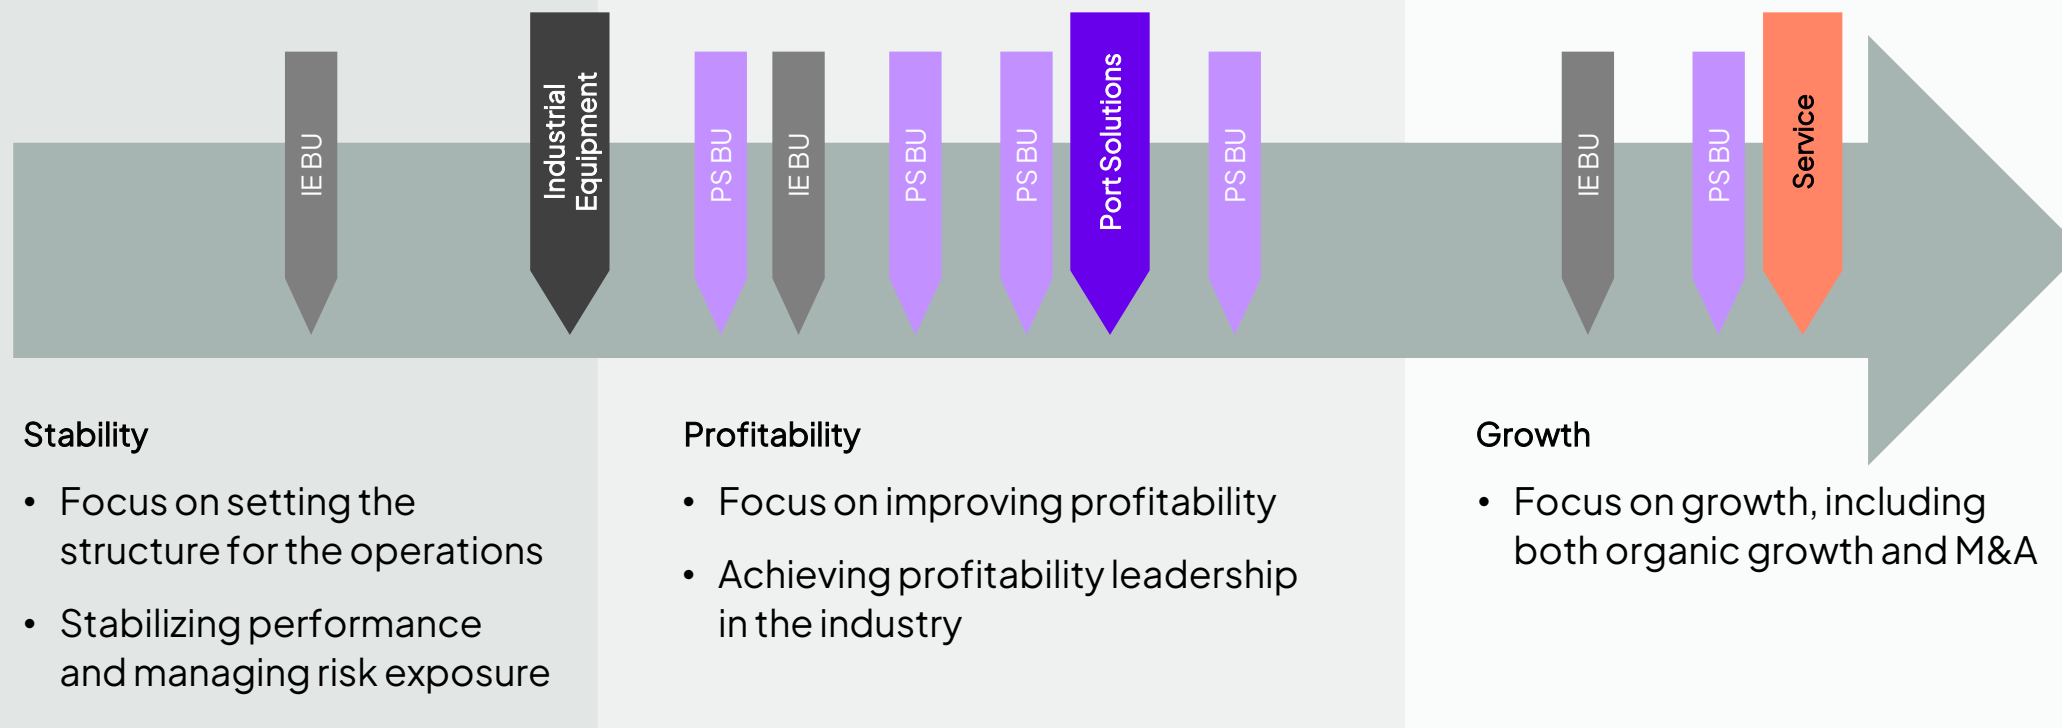 IE BU
Industrial
Equipment
PS BU
IE BU
PS BU
PS BU
Port Solutions
PS BU
IE BU
PS BU
Service
Stability
• Focus on setting the
structure for the operations
• Stabilizing performance
and managing risk exposure
Profitability
• Focus on improving profitability
• Achieving profitability leadership
in the industry
Growth
• Focus on growth, including
both organic growth and M&A